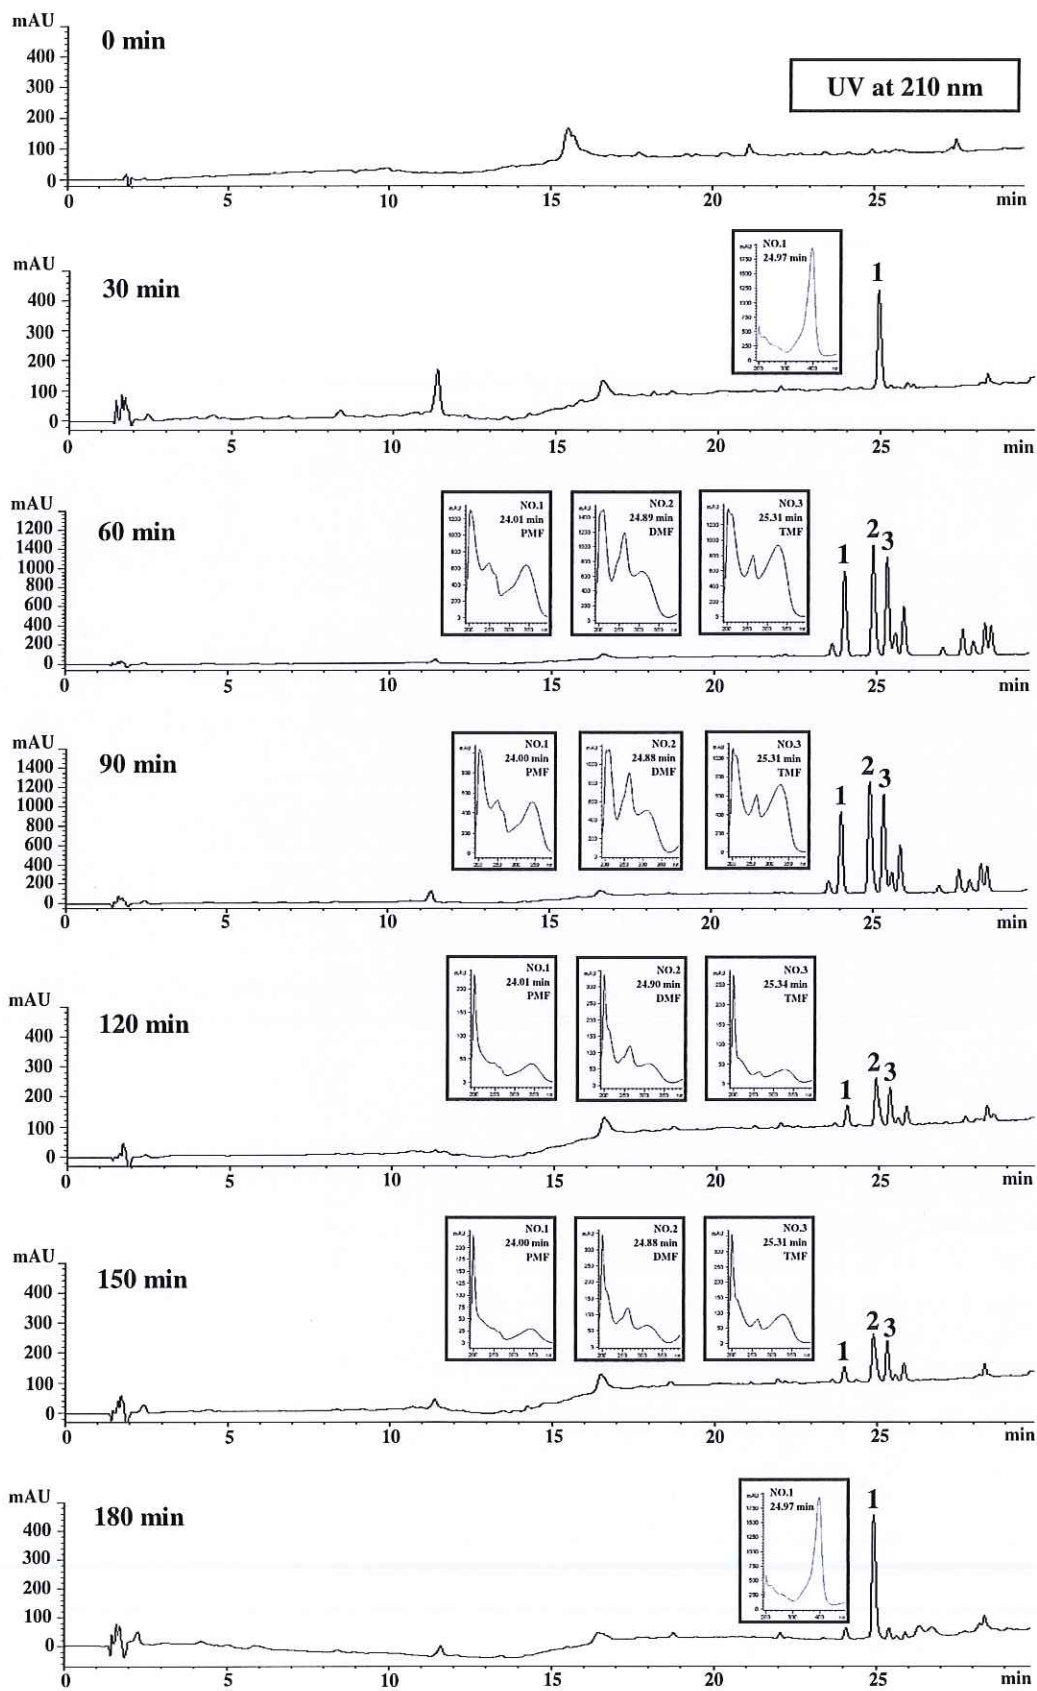 mAU
0 min
UV at 210 nm
400
300
200
100
0
0 5 10 15 20 25 min
mAU
30 min
NO.1
24.97 min
1
400
300
200
100
0
0 5 10 15 20 25 min
mAU
60 min
NO.1
24.01 min
PMF
NO.2
24.89 min
DMF
NO.3
25.31 min
TMF
1 2 3
1200
1400
1000
800
600
400
200
0
0 5 10 15 20 25 min
mAU
90 min
NO.1
24.00 min
PMF
NO.2
24.88 min
DMF
NO.3
25.31 min
TMF
1 2 3
1400
1200
1000
800
600
400
200
0
0 5 10 15 20 25 min
mAU
120 min
NO.1
24.01 min
PMF
NO.2
24.90 min
DMF
NO.3
25.34 min
TMF
1 2 3
400
300
200
100
0
0 5 10 15 20 25 min
mAU
150 min
NO.1
24.00 min
PMF
NO.2
24.88 min
DMF
NO.3
25.31 min
TMF
1 2 3
400
300
200
100
0
0 5 10 15 20 25 min
mAU
180 min
NO.1
24.97 min
1
400
300
200
100
0
0 5 10 15 20 25 min